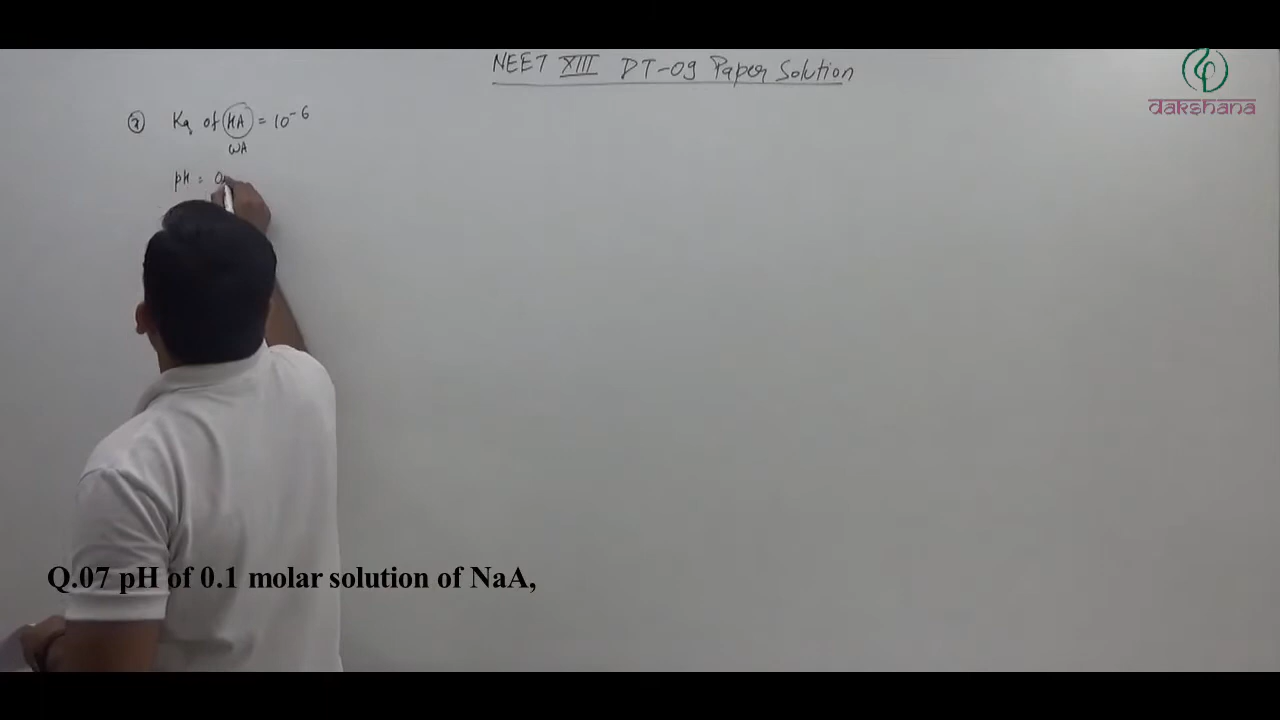 NEET XIII DT-09 Paper Solution
dakshana
7 Ka of HA = 10⁻⁶
WA
pH = 0
Q.07 pH of 0.1 molar solution of NaA,